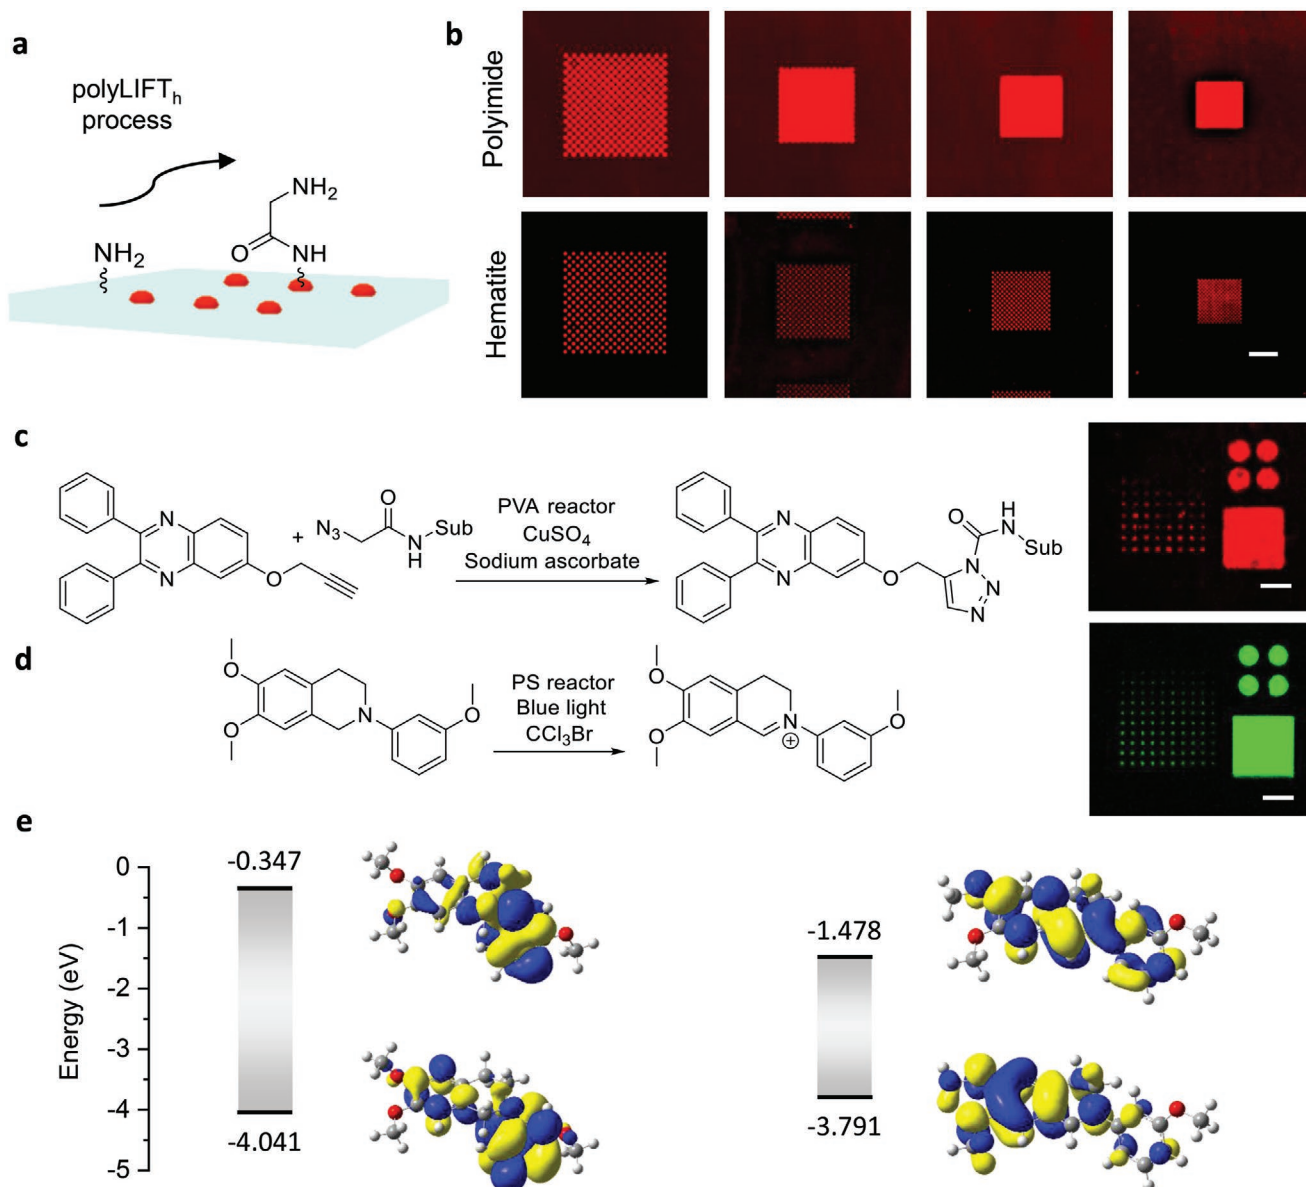 a
polyLIFTh
process
NH2
O
NH
NH2
b
Polyimide
Hematite
c
N
N
O
+
N3
O
N
H
Sub
PVA reactor
CuSO4
Sodium ascorbate
N
N
O
O
H
N
Sub
N
N
N
d
O
O
N
O
PS reactor
Blue light
CCl3Br
O
O
N
+
O
e
Energy (eV)
0
-1
-2
-3
-4
-5
-0.347
-4.041
-1.478
-3.791